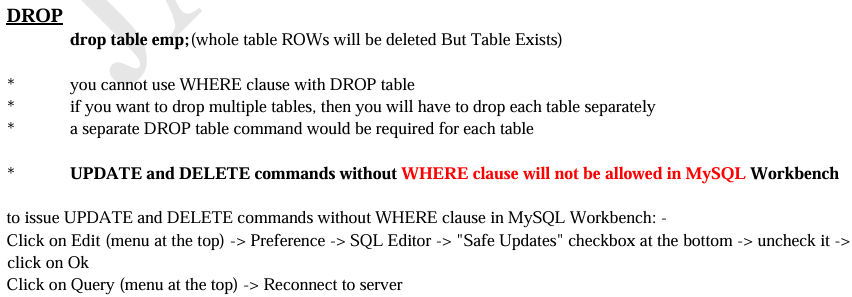 DROP
drop table emp;(whole table ROWs will be deleted But Table Exists)
* you cannot use WHERE clause with DROP table
* if you want to drop multiple tables, then you will have to drop each table separately
* a separate DROP table command would be required for each table
* UPDATE and DELETE commands without WHERE clause will not be allowed in MySQL Workbench
to issue UPDATE and DELETE commands without WHERE clause in MySQL Workbench: -
Click on Edit (menu at the top) -> Preference -> SQL Editor -> "Safe Updates" checkbox at the bottom -> uncheck it ->
click on Ok
Click on Query (menu at the top) -> Reconnect to server